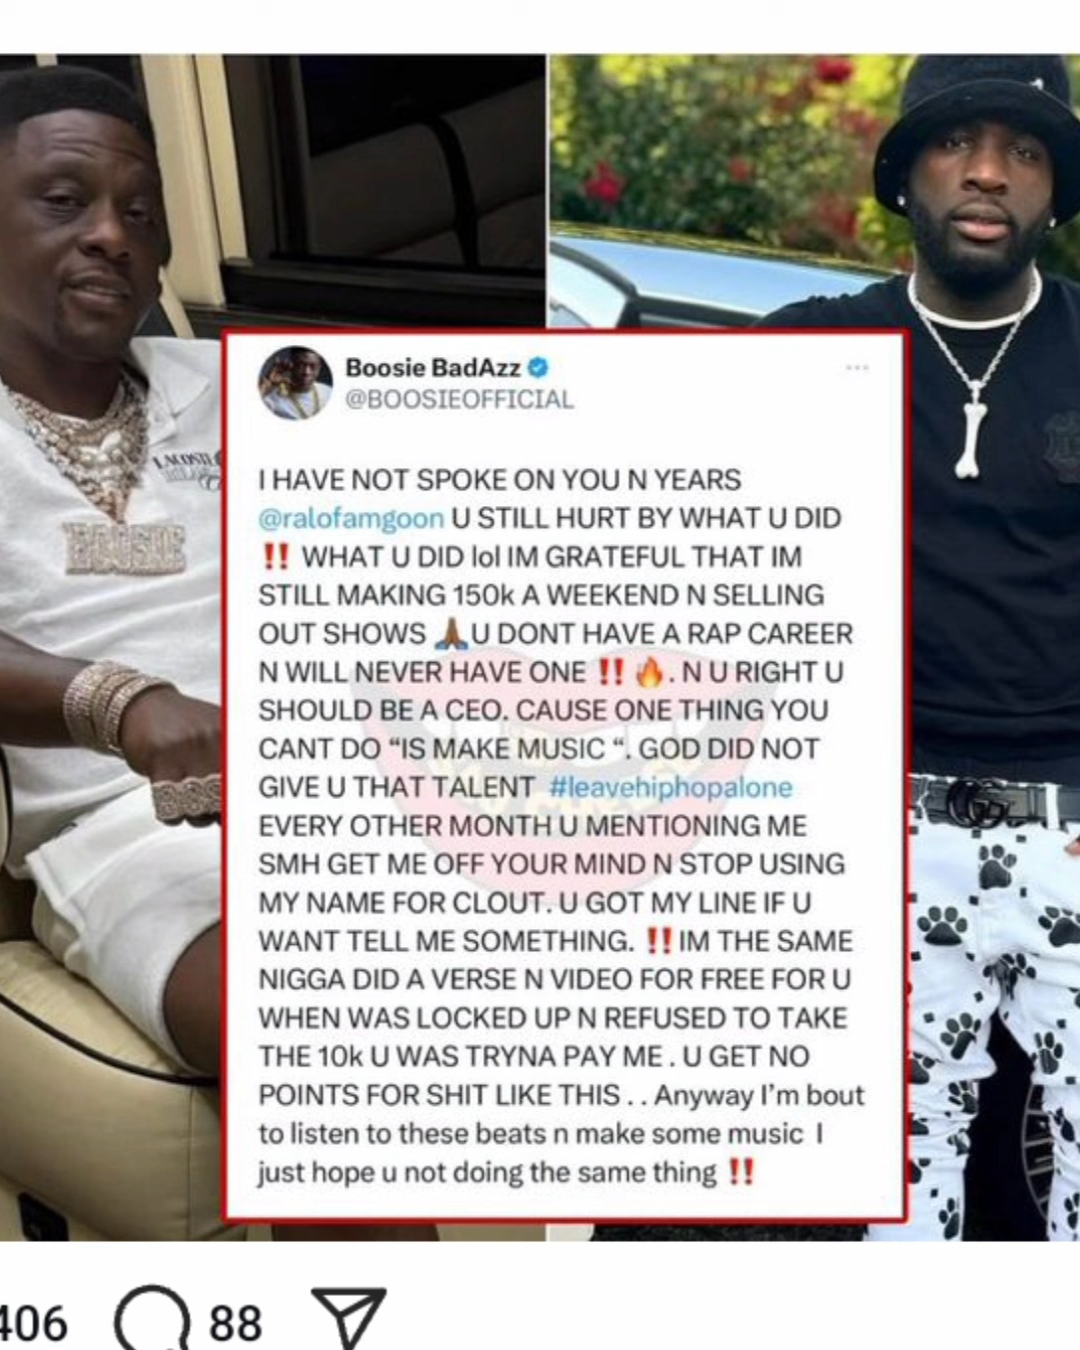 LACOSTE
BOOSIE
Boosie BadAzz
@BOOSIEOFFICIAL
I HAVE NOT SPOKE ON YOU N YEARS
@ralofamgoon U STILL HURT BY WHAT U DID
‼️ WHAT U DID lol IM GRATEFUL THAT IM
STILL MAKING 150k A WEEKEND N SELLING
OUT SHOWS 🙏🏾U DONT HAVE A RAP CAREER
N WILL NEVER HAVE ONE ‼️ 🔥. N U RIGHT U
SHOULD BE A CEO. CAUSE ONE THING YOU
CANT DO “IS MAKE MUSIC “. GOD DID NOT
GIVE U THAT TALENT #leavehiphopalone
EVERY OTHER MONTH U MENTIONING ME
SMH GET ME OFF YOUR MIND N STOP USING
MY NAME FOR CLOUT. U GOT MY LINE IF U
WANT TELL ME SOMETHING. ‼️IM THE SAME
NIGGA DID A VERSE N VIDEO FOR FREE FOR U
WHEN WAS LOCKED UP N REFUSED TO TAKE
THE 10k U WAS TRYNA PAY ME . U GET NO
POINTS FOR SHIT LIKE THIS . . Anyway I’m bout
to listen to these beats n make some music I
just hope u not doing the same thing ‼️
406
88